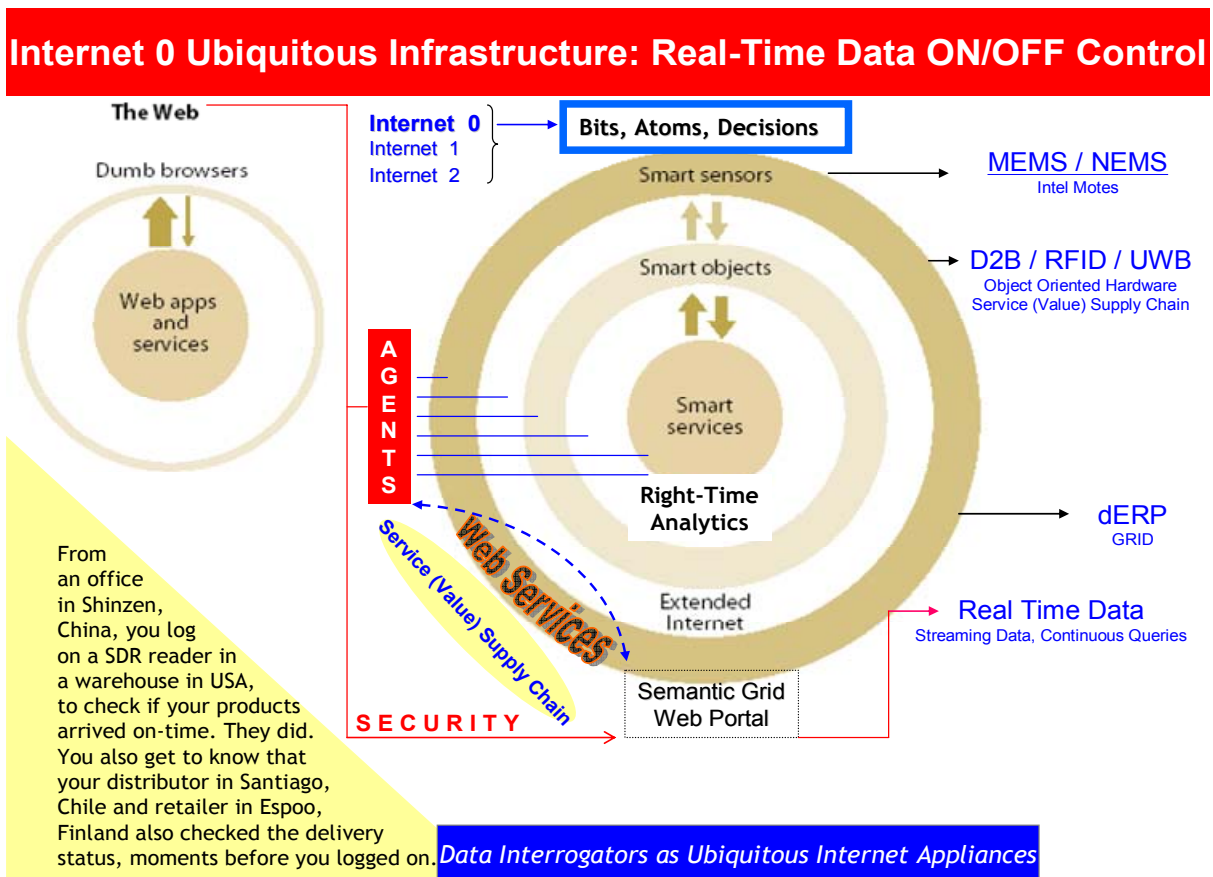 Internet 0 Ubiquitous Infrastructure: Real-Time Data ON/OFF Control
The Web
Dumb browsers
Web apps
and
services
Internet 0
Internet 1
Internet 2
Bits, Atoms, Decisions
Smart sensors
Smart objects
Smart
services
Right-Time
Analytics
Extended
Internet
Semantic Grid
Web Portal
AGENTS
Web Services
Service (Value) Supply Chain
SECURITY
MEMS / NEMS
Intel Motes
D2B / RFID / UWB
Object Oriented Hardware
Service (Value) Supply Chain
dERP
GRID
Real Time Data
Streaming Data, Continuous Queries
From
an office
in Shinzen,
China, you log
on a SDR reader in
a warehouse in USA,
to check if your products
arrived on-time. They did.
You also get to know that
your distributor in Santiago,
Chile and retailer in Espoo,
Finland also checked the delivery
status, moments before you logged on.
Data Interrogators as Ubiquitous Internet Appliances